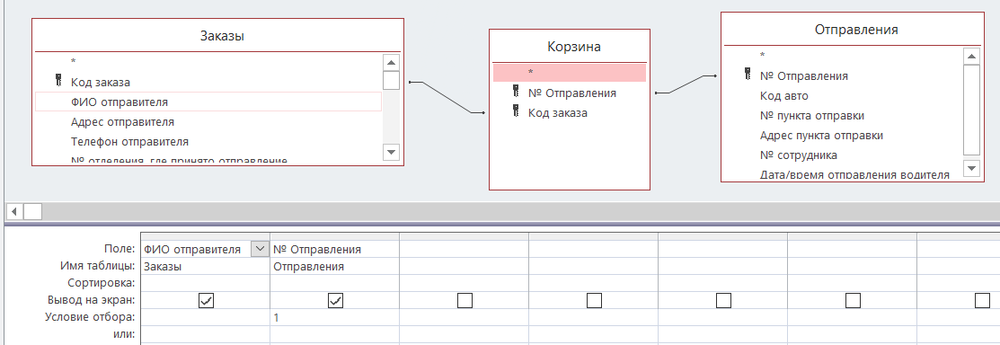 Заказы
*
Код заказа
ФИО отправителя
Адрес отправителя
Телефон отправителя
№ отделения, где принято отправление
Корзина
*
№ Отправления
Код заказа
Отправления
*
№ Отправления
Код авто
№ пункта отправки
Адрес пункта отправки
№ сотрудника
Дата/время отправления водителя
Поле: ФИО отправителя № Отправления
Имя таблицы: Заказы Отправления
Сортировка:
Вывод на экран:
Условие отбора: 1
или: